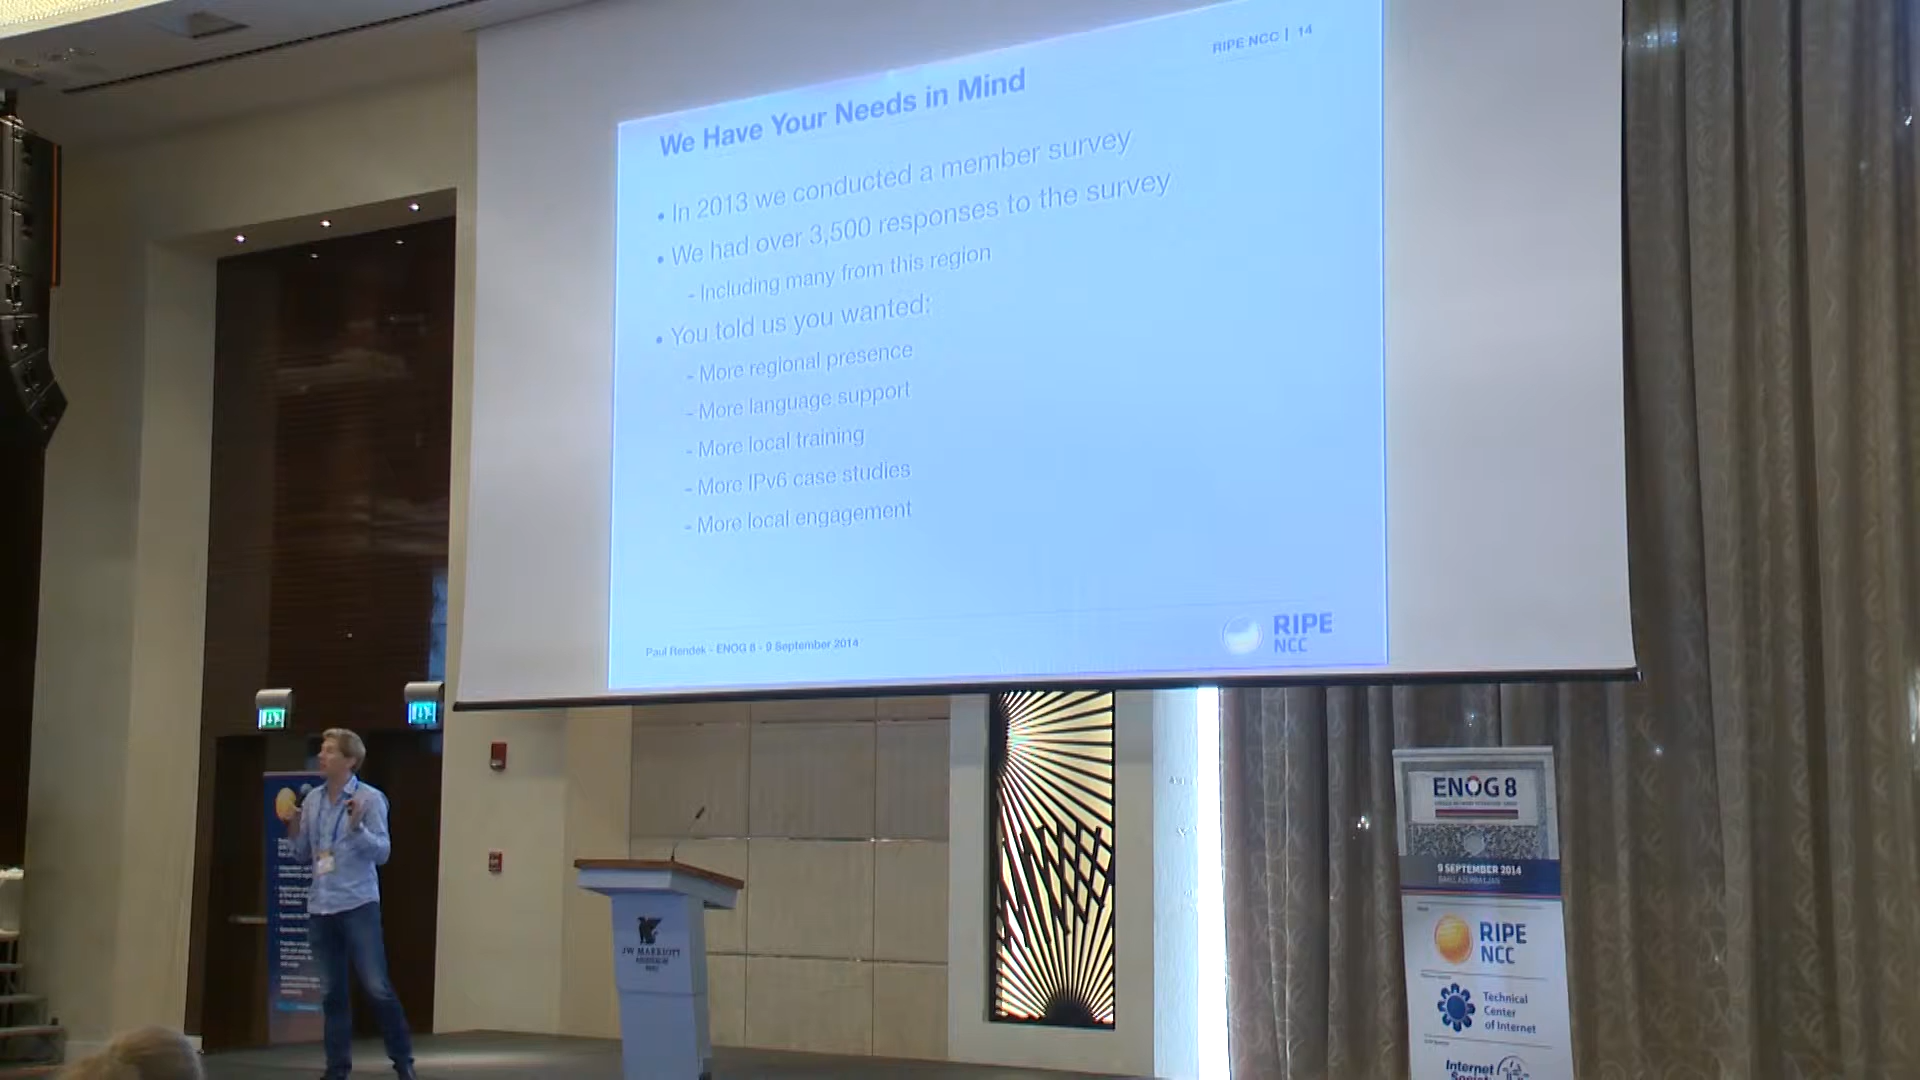 RIPE NCC | 14
We Have Your Needs in Mind
• In 2013 we conducted a member survey
• We had over 3,500 responses to the survey
- Including many from this region
• You told us you wanted:
- More regional presence
- More language support
- More local training
- More IPv6 case studies
- More local engagement
Paul Rendek - ENOG 8 - 9 September 2014
RIPE
NCC
JW MARRIOTT
ENOG 8
9 SEPTEMBER 2014
RIPE
NCC
Technical
Center
of Internet
Internet